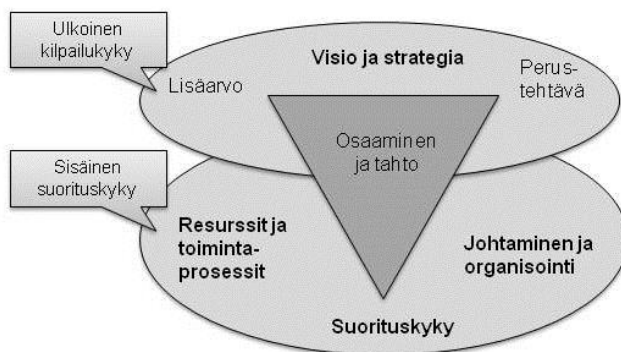 Ulkoinen
kilpailukyky
Visio ja strategia
Lisäarvo
Perus-
tehtävä
Osaaminen
ja tahto
Sisäinen
suorituskyky
Resurssit ja
toiminta-
prosessit
Johtaminen ja
organisointi
Suorituskyky